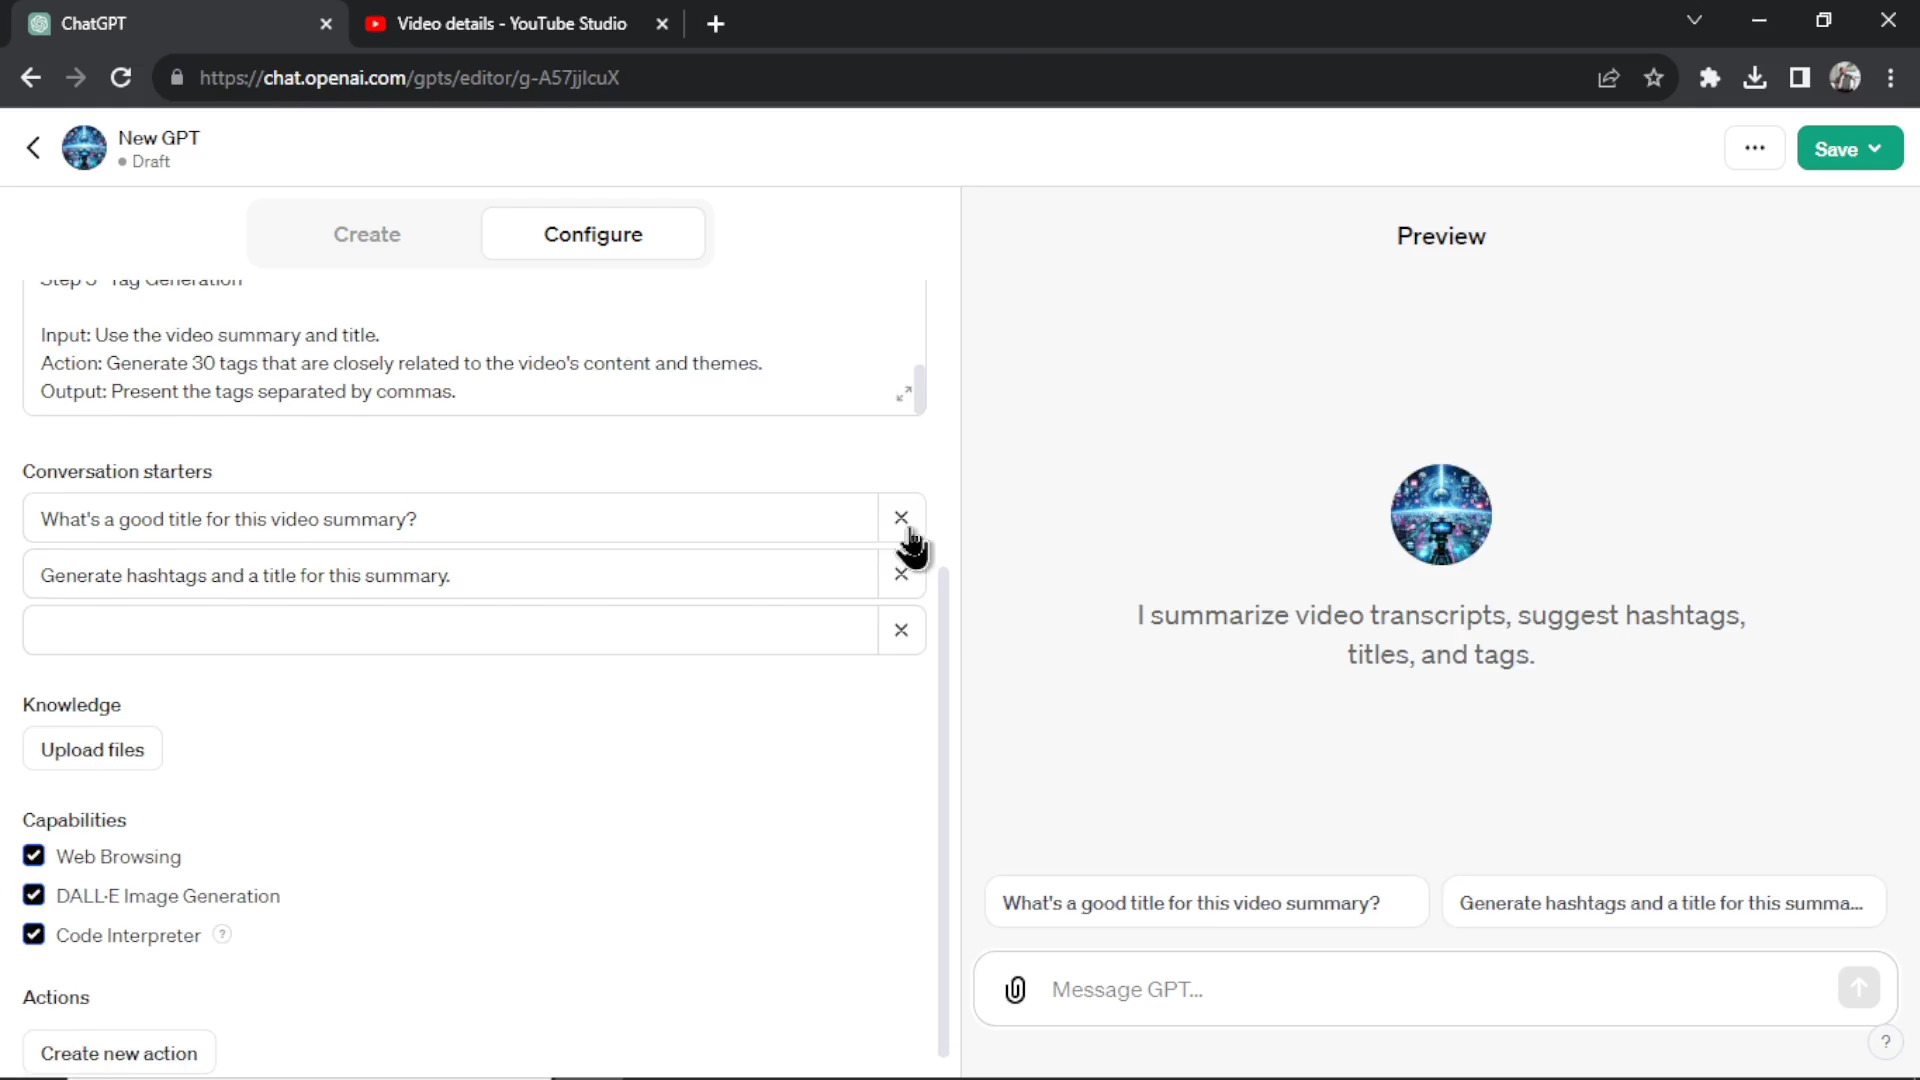 ChatGPT
Video details - YouTube Studio
https://chat.openai.com/gpts/editor/g-A57jjIcuX
New GPT
Draft
Save
Create
Configure
Preview
Step 5 Tag Generation
Input: Use the video summary and title.
Action: Generate 30 tags that are closely related to the video's content and themes.
Output: Present the tags separated by commas.
Conversation starters
What's a good title for this video summary?
Generate hashtags and a title for this summary.
Knowledge
Upload files
Capabilities
Web Browsing
DALL·E Image Generation
Code Interpreter ?
Actions
Create new action
I summarize video transcripts, suggest hashtags,
titles, and tags.
What's a good title for this video summary?
Generate hashtags and a title for this summa...
Message GPT...
?